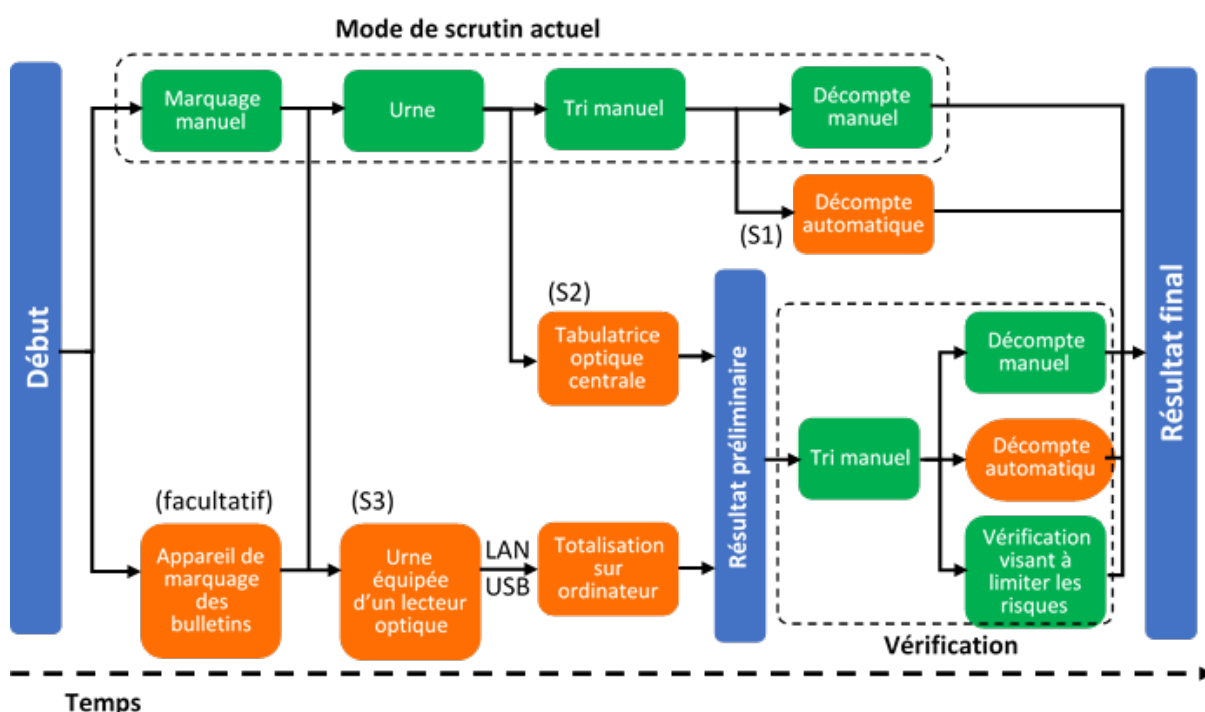 Mode de scrutin actuel
Début
Marquage
manuel
Urne
Tri manuel
Décompte
manuel
(S1)
Décompte
automatique
(S2)
Tabulatrice
optique
centrale
Résultat préliminaire
Tri manuel
Décompte
manuel
Décompte
automatiqu
Vérification
visant à
limiter les
risques
Vérification
Résultat final
(facultatif)
Appareil de
marquage
des
bulletins
(S3)
Urne
équipée
d'un lecteur
optique
LAN
USB
Totalisation
sur
ordinateur
Temps